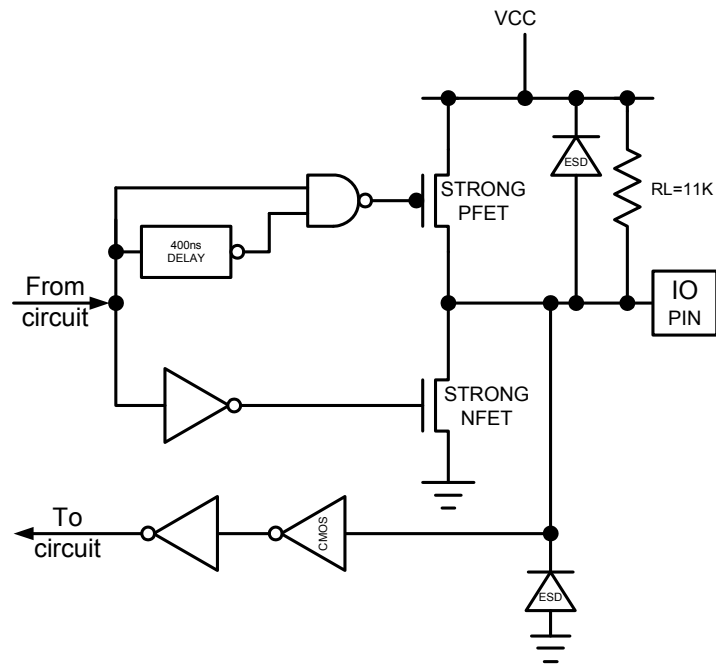 VCC
ESD
RL=11K
STRONG
PFET
400ns
DELAY
From
circuit
IO
PIN
STRONG
NFET
To
circuit
CMOS
ESD